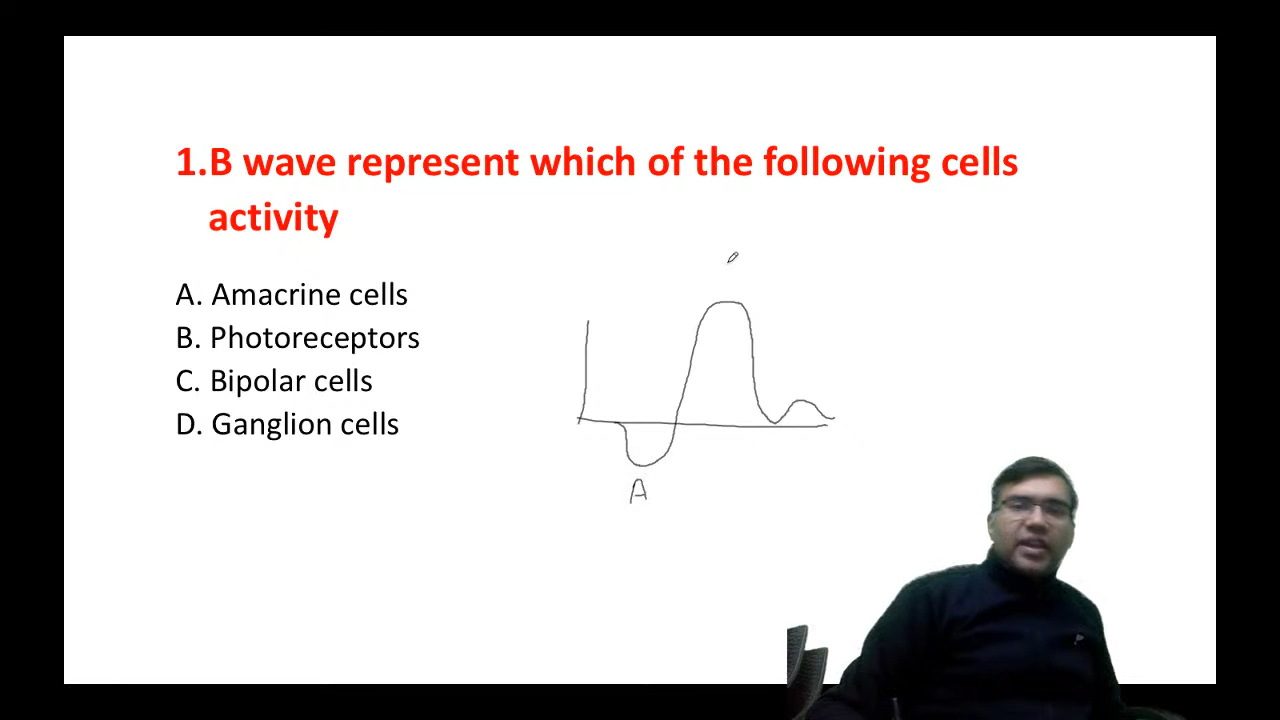 1.B wave represent which of the following cells
activity
A. Amacrine cells
B. Photoreceptors
C. Bipolar cells
D. Ganglion cells
A